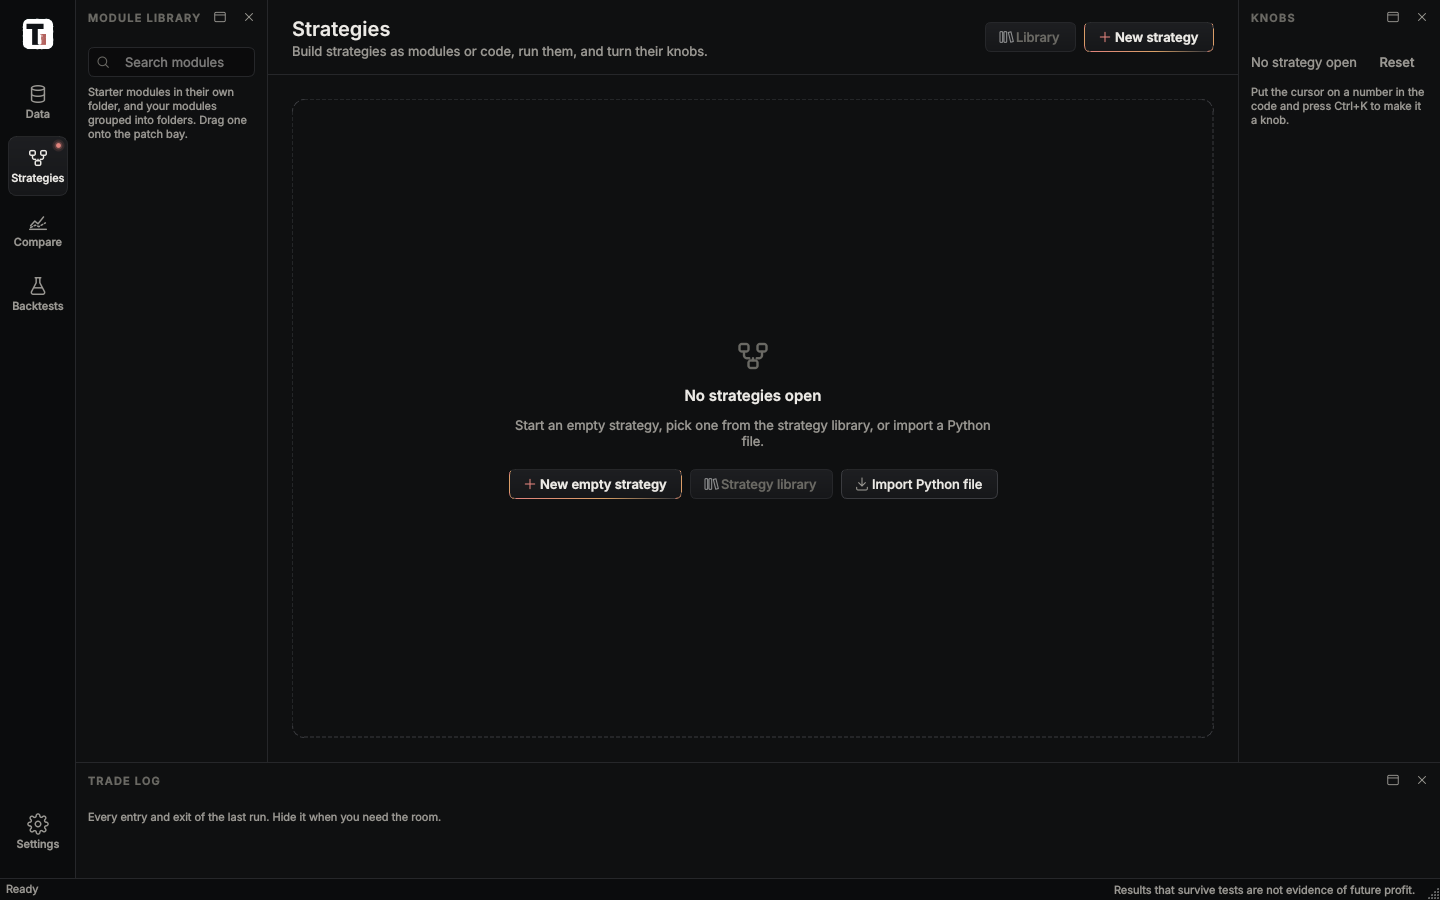 MODULE LIBRARY
Search modules
Starter modules in their own
folder, and your modules
grouped into folders. Drag one
onto the patch bay.
Data
Strategies
Compare
Backtests
Settings
Strategies
Build strategies as modules or code, run them, and turn their knobs.
Library
New strategy
No strategies open
Start an empty strategy, pick one from the strategy library, or import a Python
file.
New empty strategy
Strategy library
Import Python file
KNOBS
No strategy open
Reset
Put the cursor on a number in the
code and press Ctrl+K to make it
a knob.
TRADE LOG
Every entry and exit of the last run. Hide it when you need the room.
Ready
Results that survive tests are not evidence of future profit.